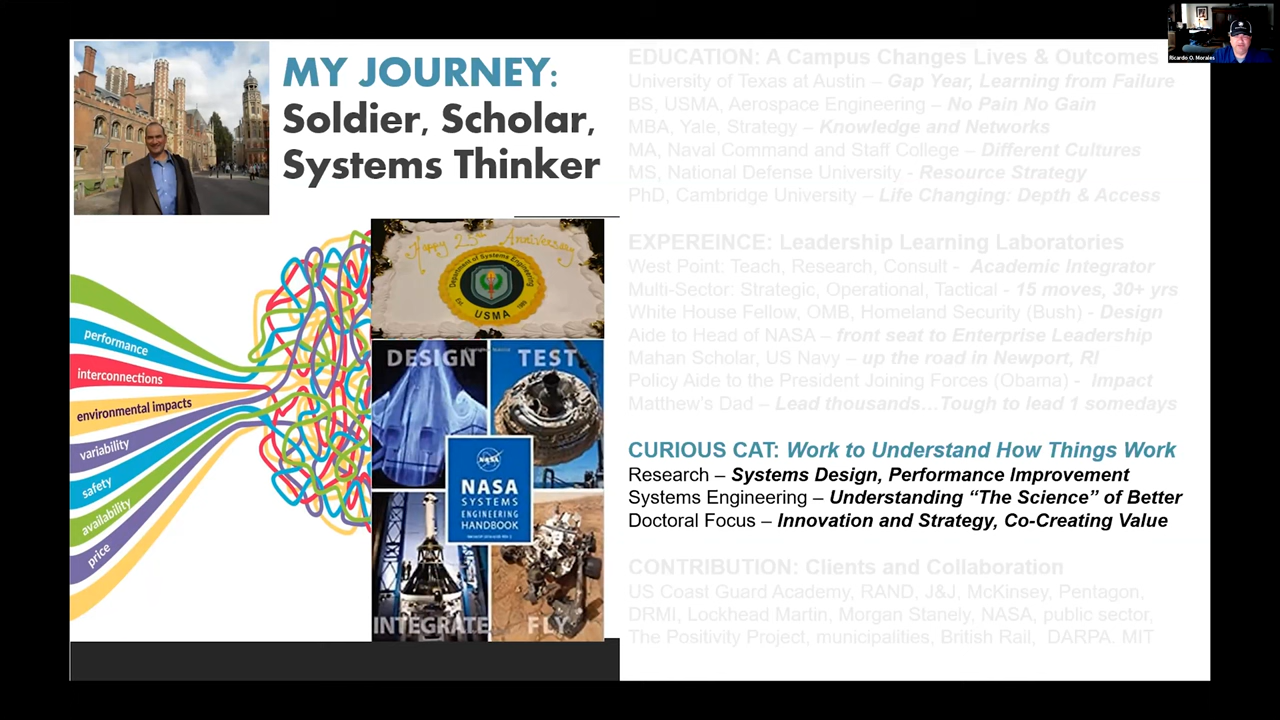 Ricardo O. Morales
MY JOURNEY:
Soldier, Scholar,
Systems Thinker
performance
interconnections
environmental impacts
variability
safety
availability
price
Happy 25th Anniversary
Department of Systems Engineering
USMA
DESIGN
TEST
NASA
SYSTEMS
ENGINEERING
HANDBOOK
INTEGRATE
FLY
EDUCATION: A Campus Changes Lives & Outcomes
University of Texas at Austin – Gap Year, Learning from Failure
BS, USMA, Aerospace Engineering – No Pain No Gain
MBA, Yale, Strategy – Knowledge and Networks
MA, Naval Command and Staff College – Different Cultures
MS, National Defense University - Resource Strategy
PhD, Cambridge University – Life Changing: Depth & Access
EXPEREINCE: Leadership Learning Laboratories
West Point: Teach, Research, Academic Integrator
Multi-Sector: Strategic, Operational, Tactical - 15 moves, 30+ yrs
White House Fellow, OMB, Homeland Security (Bush) - Design
Aide to Head of NASA - from sea to Enterprise Leadership
Mahan Scholar, US Navy – up the road in Newport, RI
Policy Aide to the President Joining Forces (Obama) - Impact
Matthew's Dad – Lead thousands...Tough to lead 1 somedays
CURIOUS CAT: Work to Understand How Things Work
Research – Systems Design, Performance Improvement
Systems Engineering – Understanding “The Science” of Better
Doctoral Focus – Innovation and Strategy, Co-Creating Value
CONTRIBUTION: Clients and Collaboration
US Coast Guard Academy, RAND, J&J, McKinsey, Pentagon,
DRMI, Lockhead Martin, Morgan Stanely, NASA, public sector,
The Positivity Project, municipalities, British Rail, DARPA. MIT